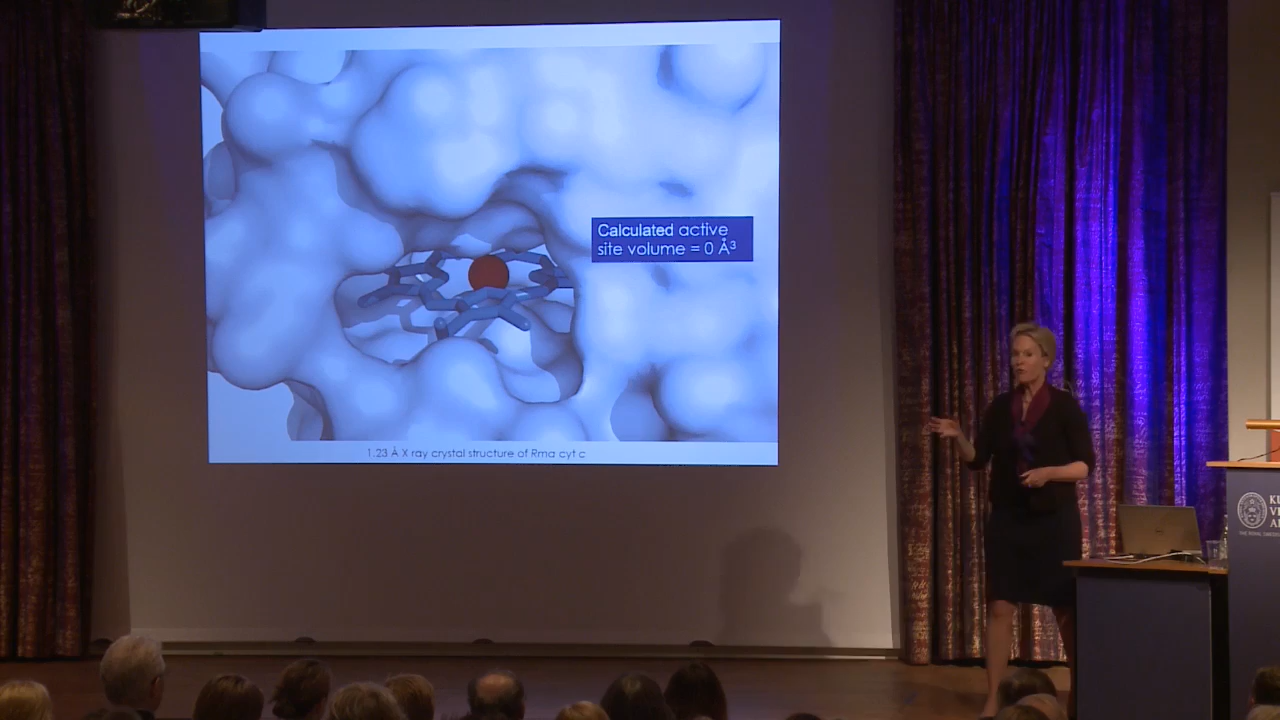 Calculated active
site volume = 0 Å³
1.23 Å X ray crystal structure of Rma cyt c